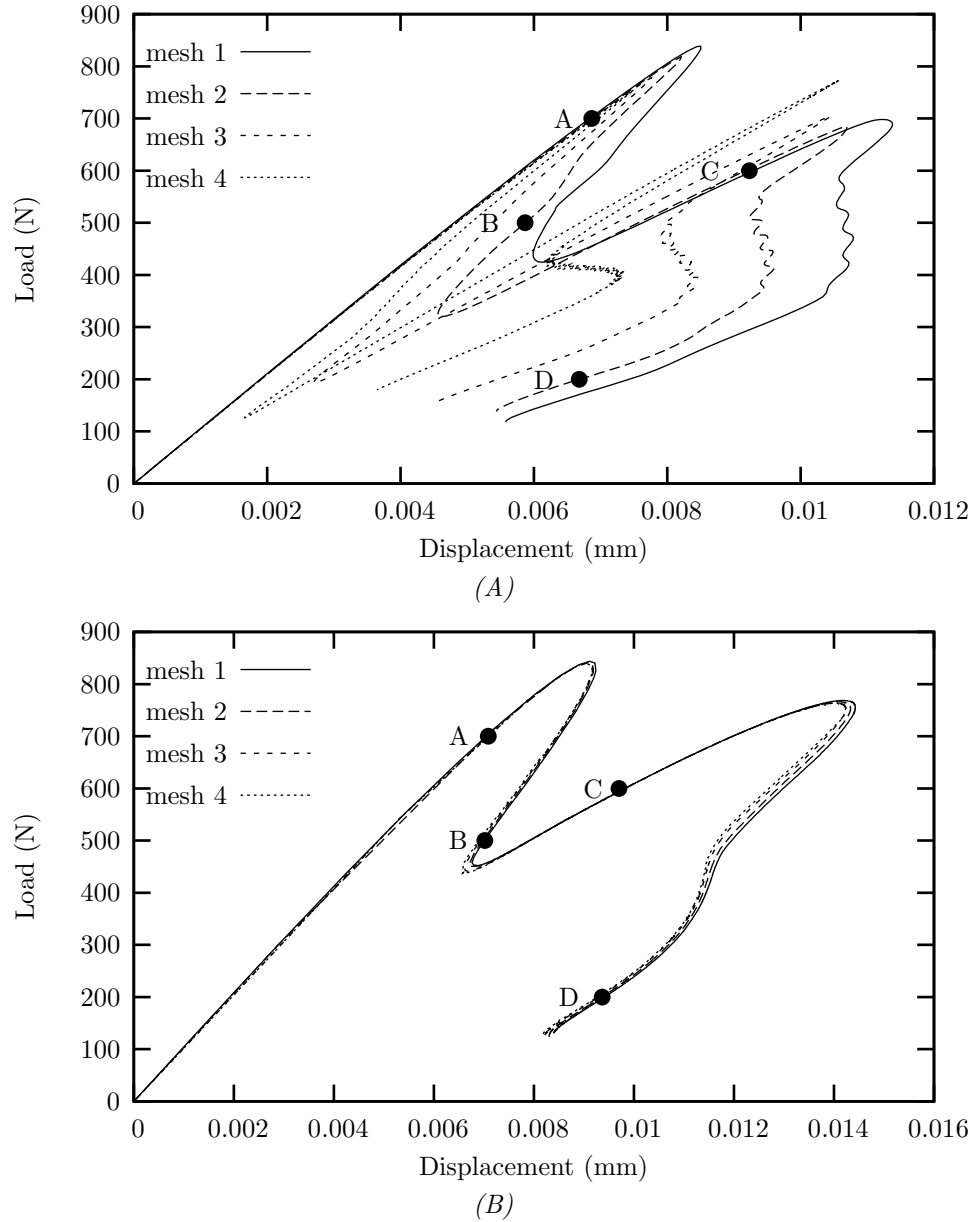 900
800
700
600
500
400
300
200
100
0
Load (N)
mesh 1
mesh 2
mesh 3
mesh 4
A
B
C
D
0 0.002 0.004 0.006 0.008 0.01 0.012
Displacement (mm)
(A)
900
800
700
600
500
400
300
200
100
0
Load (N)
mesh 1
mesh 2
mesh 3
mesh 4
A
B
C
D
0 0.002 0.004 0.006 0.008 0.01 0.012 0.014 0.016
Displacement (mm)
(B)